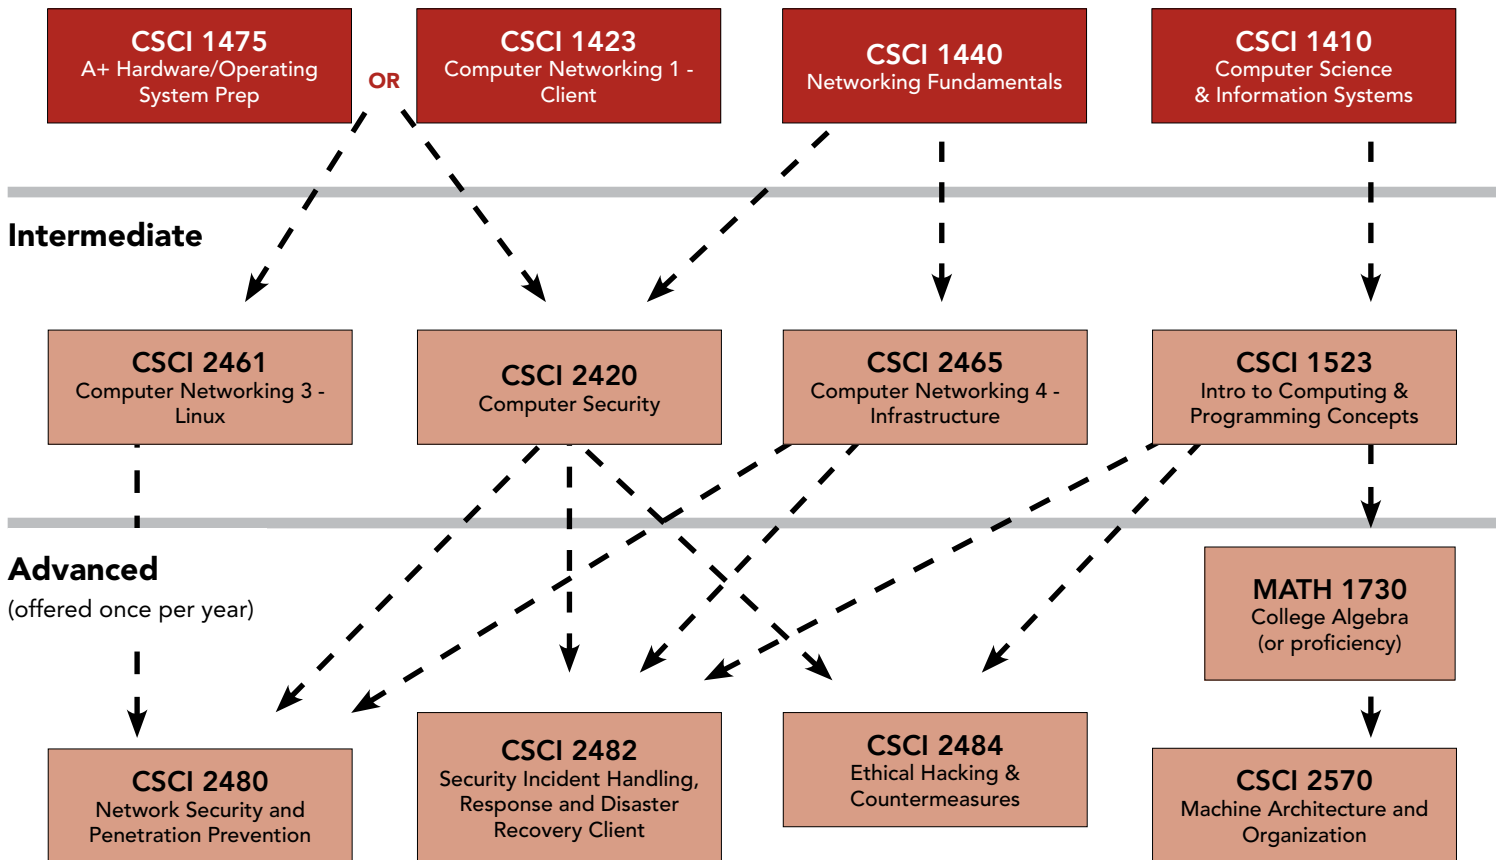 CSCI 1475
A+ Hardware/Operating
System Prep
OR
CSCI 1423
Computer Networking 1 -
Client
CSCI 1440
Networking Fundamentals
CSCI 1410
Computer Science
& Information Systems
Intermediate
CSCI 2461
Computer Networking 3 -
Linux
CSCI 2420
Computer Security
CSCI 2465
Computer Networking 4 -
Infrastructure
CSCI 1523
Intro to Computing &
Programming Concepts
Advanced
(offered once per year)
MATH 1730
College Algebra
(or proficiency)
CSCI 2480
Network Security and
Penetration Prevention
CSCI 2482
Security Incident Handling,
Response and Disaster
Recovery Client
CSCI 2484
Ethical Hacking &
Countermeasures
CSCI 2570
Machine Architecture and
Organization